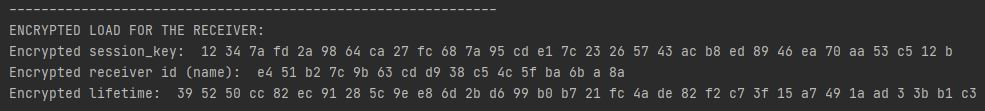 -------------------------------------------------------------
ENCRYPTED LOAD FOR THE RECEIVER:
Encrypted session_key:  12 34 7a fd 2a 98 64 ca 27 fc 68 7a 95 cd e1 7c 23 26 57 43 ac b8 ed 89 46 ea 70 aa 53 c5 12 b
Encrypted receiver id (name):  e4 51 b2 7c 9b 63 cd d9 38 c5 4c 5f ba 6b a 8a
Encrypted lifetime:  39 52 50 cc 82 ec 91 28 5c 9e e8 6d 2b d6 99 b0 b7 21 fc 4a de 82 f2 c7 3f 15 a7 49 1a ad 3 3b b1 c3